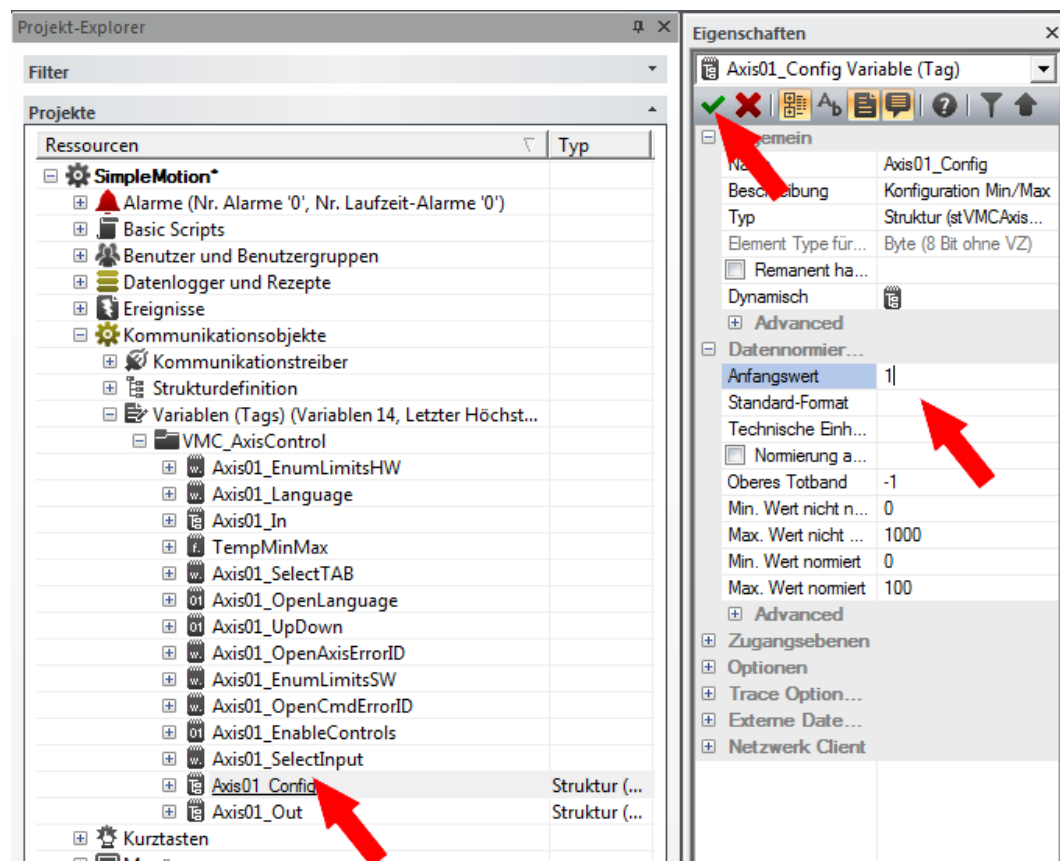 Projekt-Explorer
Filter
Projekte
Ressourcen Typ
SimpleMotion*
Alarme (Nr. Alarme '0', Nr. Laufzeit-Alarme '0')
Basic Scripts
Benutzer und Benutzergruppen
Datenlogger und Rezepte
Ereignisse
Kommunikationsobjekte
Kommunikationstreiber
Strukturdefinition
Variablen (Tags) (Variablen 14, Letzter Höchst...
VMC_AxisControl
Axis01_EnumLimitsHW
Axis01_Language
Axis01_In
TempMinMax
Axis01_SelectTAB
Axis01_OpenLanguage
Axis01_UpDown
Axis01_OpenAxisErrorID
Axis01_EnumLimitsSW
Axis01_OpenCmdErrorID
Axis01_EnableControls
Axis01_SelectInput
Axis01_Config Struktur (...
Axis01_Out Struktur (...
Kurztasten
Eigenschaften
Axis01_Config Variable (Tag)
Axis01_Config
Konfiguration Min/Max
Typ Struktur (stVMCAxis...
Element Type für... Byte (8 Bit ohne VZ)
Remanent ha...
Dynamisch
Advanced
Datennormier...
Anfangswert 1
Standard-Format
Technische Einh...
Normierung a...
Oberes Totband -1
Min. Wert nicht n... 0
Max. Wert nicht ... 1000
Min. Wert normiert 0
Max. Wert normiert 100
Advanced
Zugangsebenen
Optionen
Trace Option...
Externe Date...
Netzwerk Client